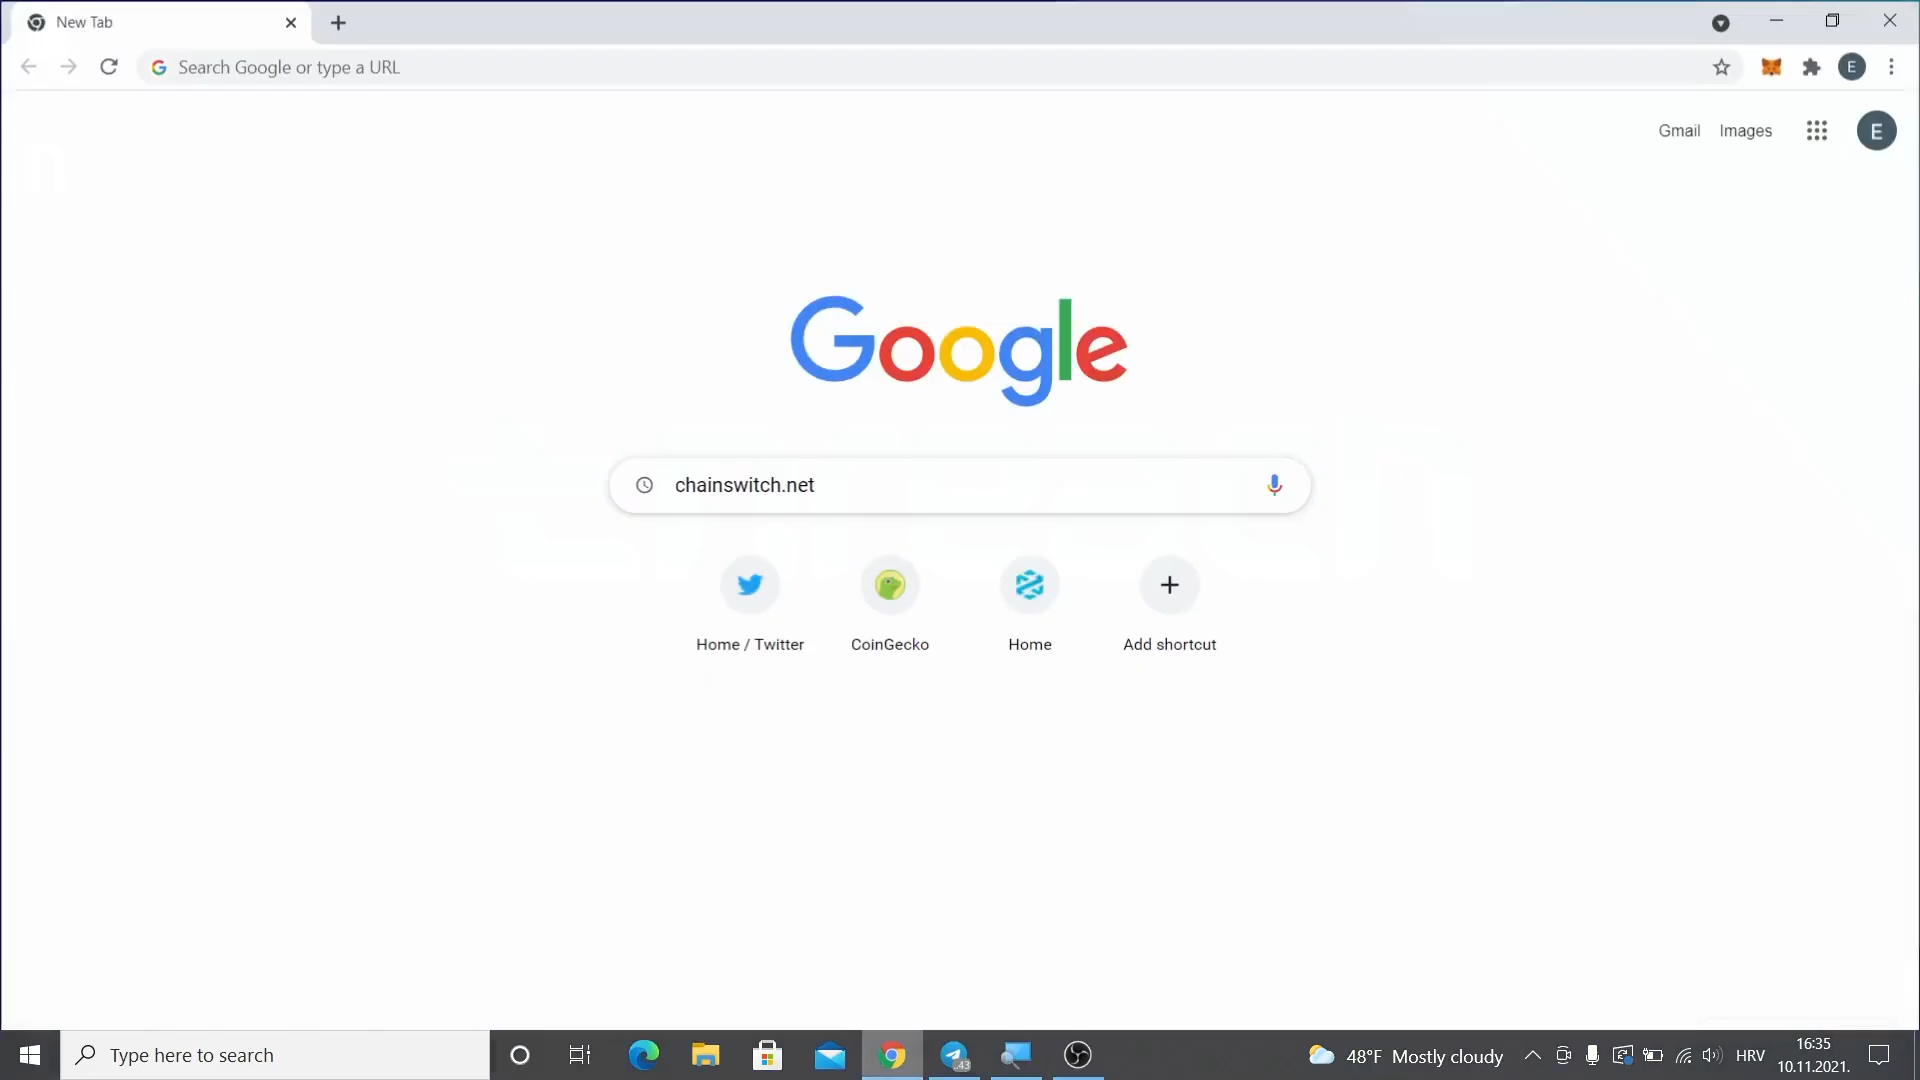 New Tab
Search Google or type a URL
E
Gmail Images
E
Google
chainswitch.net
Home / Twitter CoinGecko Home Add shortcut
Type here to search
43
48°F Mostly cloudy
HRV
16:35
10.11.2021.